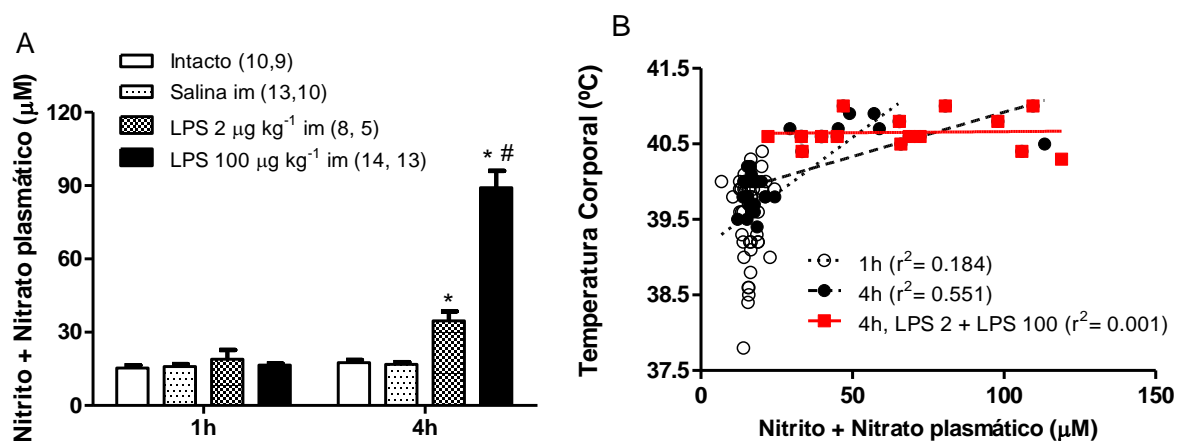 A
Intacto (10,9)
Salina im (13,10)
LPS 2 μg kg⁻¹ im (8, 5)
LPS 100 μg kg⁻¹ im (14, 13)
Nitrito + Nitrato plasmático (μM)
120
90
60
30
0
*
* #
1h
4h
B
Temperatura Corporal (ºC)
41.5
40.5
39.5
38.5
37.5
1h (r²= 0.184)
4h (r²= 0.551)
4h, LPS 2 + LPS 100 (r²= 0.001)
0
50
100
150
Nitrito + Nitrato plasmático (μM)